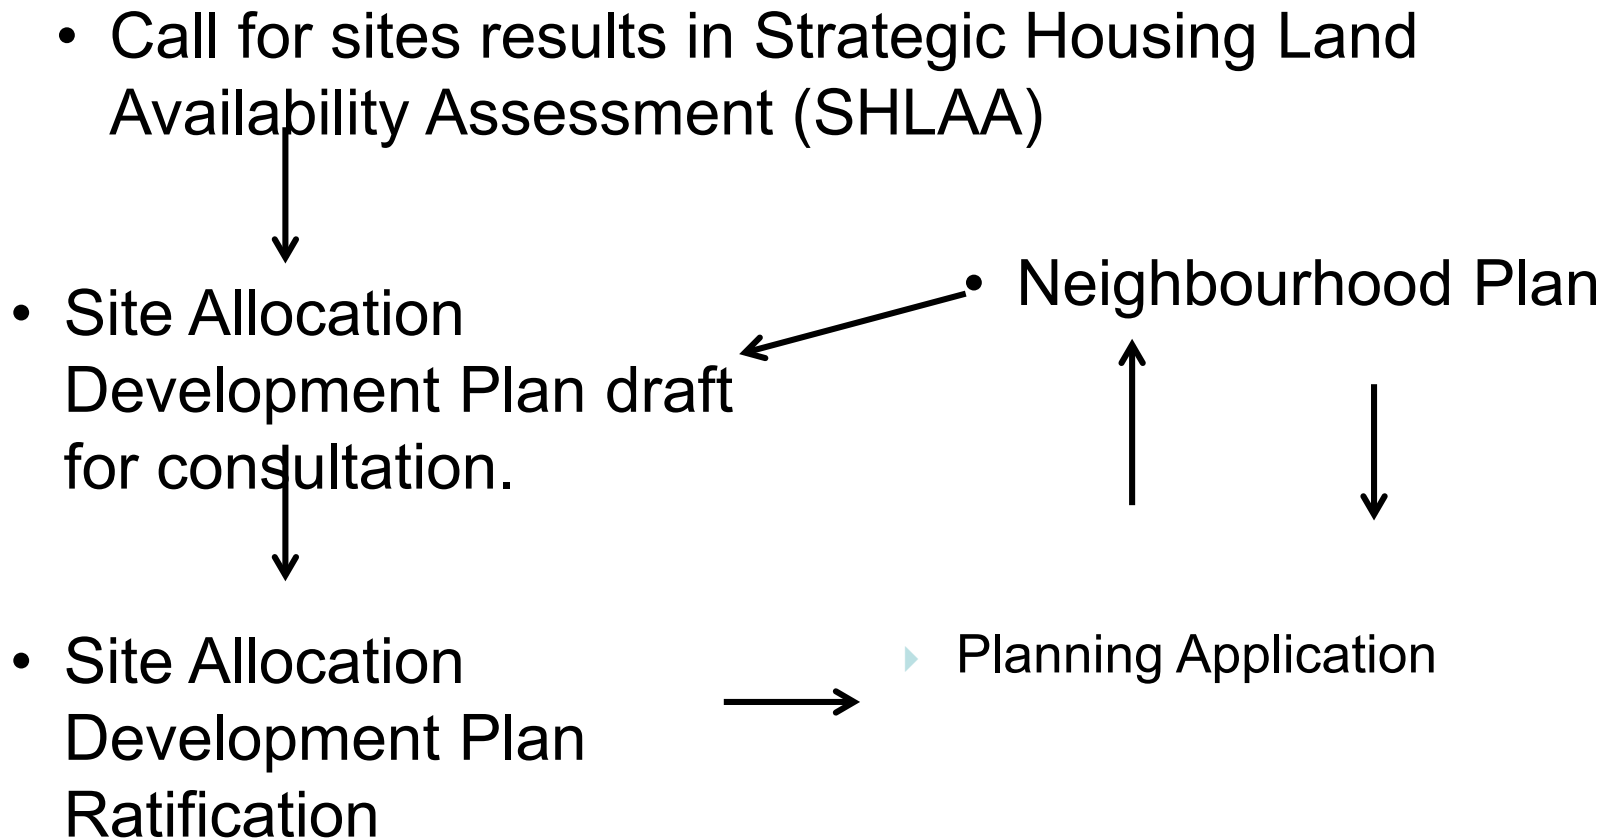 • Call for sites results in Strategic Housing Land
Availability Assessment (SHLAA)
• Site Allocation
Development Plan draft
for consultation.
• Neighbourhood Plan
• Site Allocation
Development Plan
Ratification
Planning Application